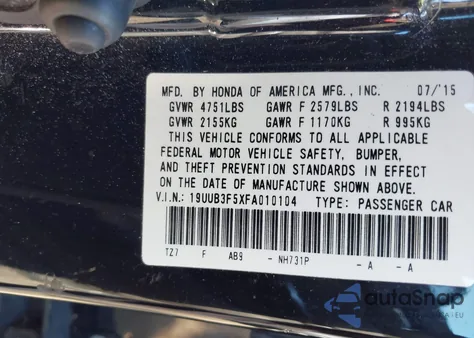 MFD. BY HONDA OF AMERICA MFG., INC. 07/'15
GVWR 4751LBS GAWR F 2579LBS R 2194LBS
GVWR 2155KG GAWR F 1170KG R 995KG
THIS VEHICLE CONFORMS TO ALL APPLICABLE
FEDERAL MOTOR VEHICLE SAFETY, BUMPER,
AND THEFT PREVENTION STANDARDS IN EFFECT
ON THE DATE OF MANUFACTURE SHOWN ABOVE.
V.I.N.: 19UUB3F5XFA010104 TYPE: PASSENGER CAR
TZ7 F AB9 - NH731P - A - A
autoSnap